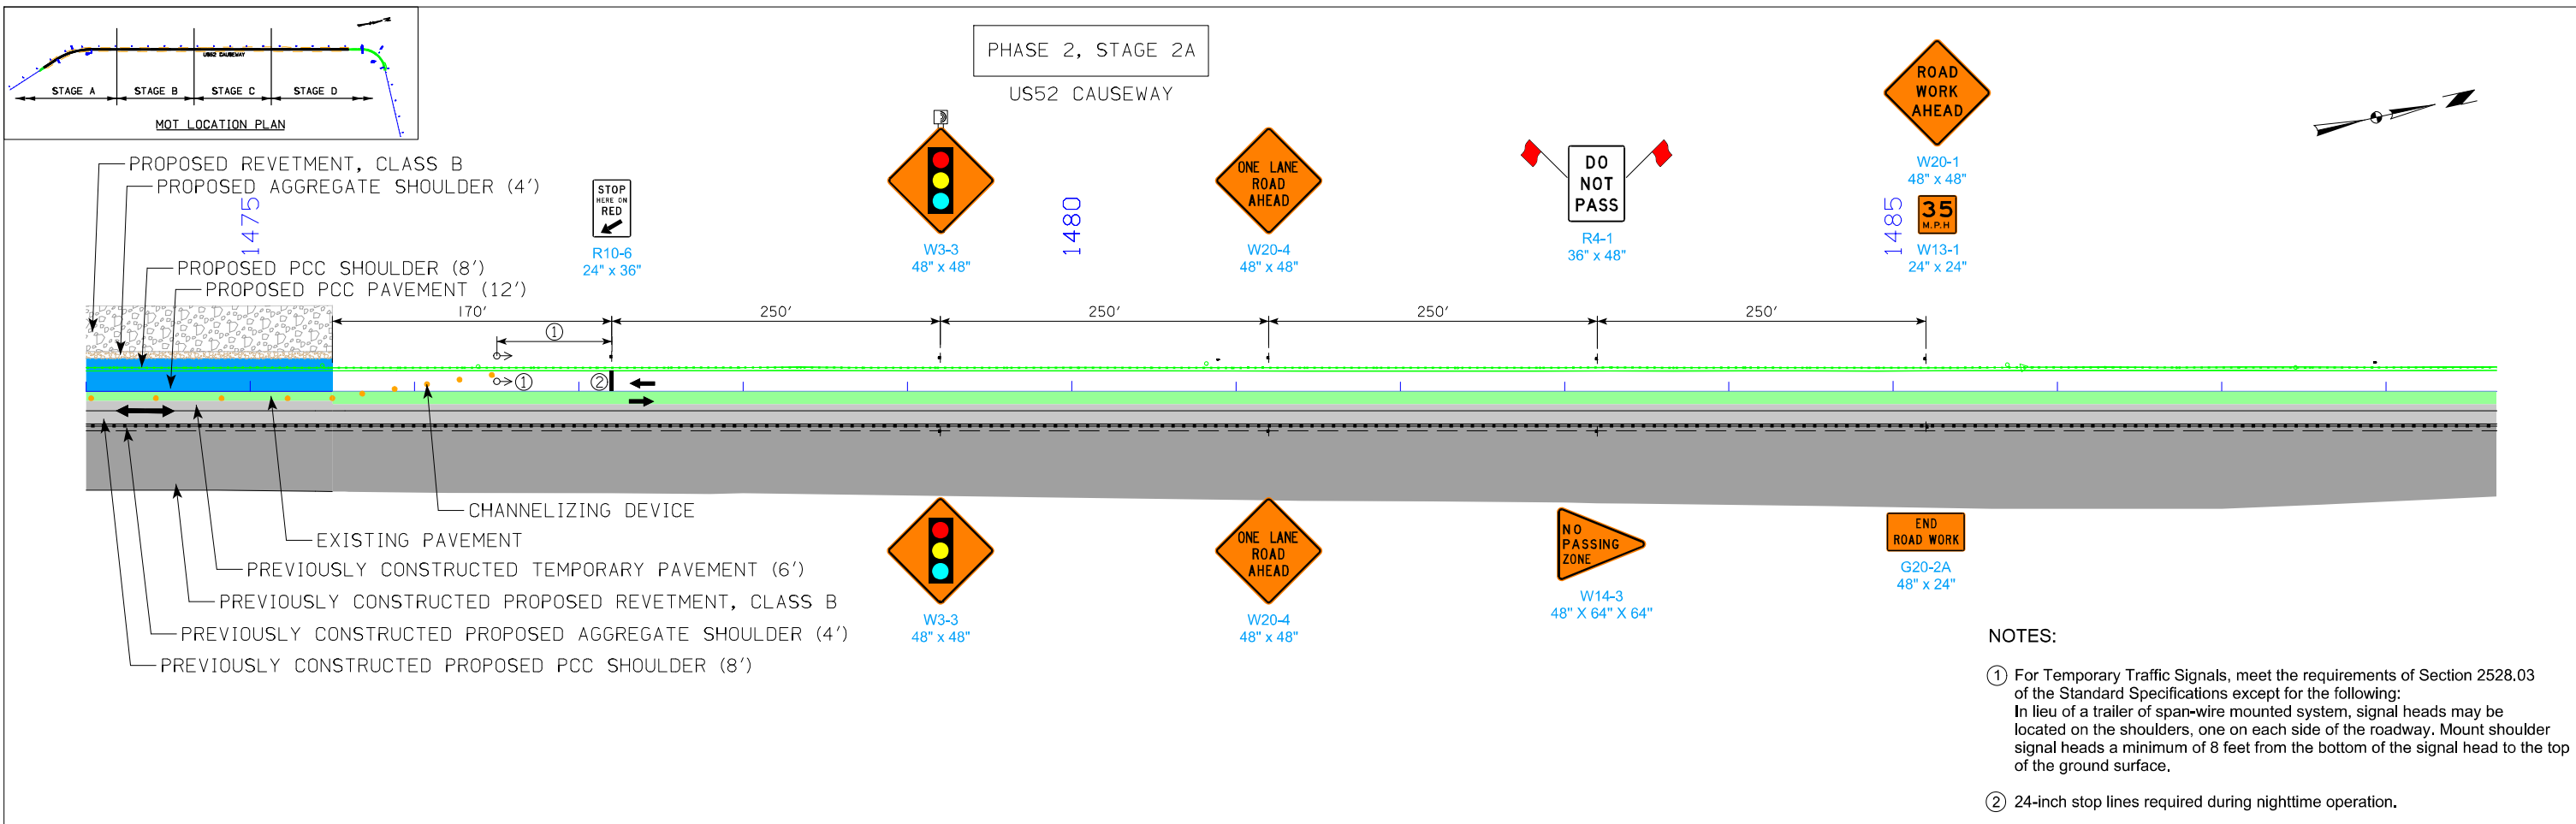 US52 CAUSEWAY
STAGE A
STAGE B
STAGE C
STAGE D
MOT LOCATION PLAN
PHASE 2, STAGE 2A
US52 CAUSEWAY
PROPOSED REVETMENT, CLASS B
PROPOSED AGGREGATE SHOULDER (4')
1475
PROPOSED PCC SHOULDER (8')
PROPOSED PCC PAVEMENT (12')
STOP
HERE ON
RED
R10-6
24" x 36"
W3-3
48" x 48"
1480
ONE LANE
ROAD
AHEAD
W20-4
48" x 48"
DO
NOT
PASS
R4-1
36" x 48"
1485
ROAD
WORK
AHEAD
W20-1
48" x 48"
35
M.P.H
W13-1
24" x 24"
170'
250'
250'
250'
250'
1
1
2
CHANNELIZING DEVICE
EXISTING PAVEMENT
PREVIOUSLY CONSTRUCTED TEMPORARY PAVEMENT (6')
PREVIOUSLY CONSTRUCTED PROPOSED REVETMENT, CLASS B
PREVIOUSLY CONSTRUCTED PROPOSED AGGREGATE SHOULDER (4')
PREVIOUSLY CONSTRUCTED PROPOSED PCC SHOULDER (8')
W3-3
48" x 48"
ONE LANE
ROAD
AHEAD
W20-4
48" x 48"
NO
PASSING
ZONE
W14-3
48" X 64" X 64"
END
ROAD WORK
G20-2A
48" x 24"
NOTES:
1 For Temporary Traffic Signals, meet the requirements of Section 2528.03
of the Standard Specifications except for the following:
In lieu of a trailer of span-wire mounted system, signal heads may be
located on the shoulders, one on each side of the roadway. Mount shoulder
signal heads a minimum of 8 feet from the bottom of the signal head to the top
of the ground surface.
2 24-inch stop lines required during nighttime operation.